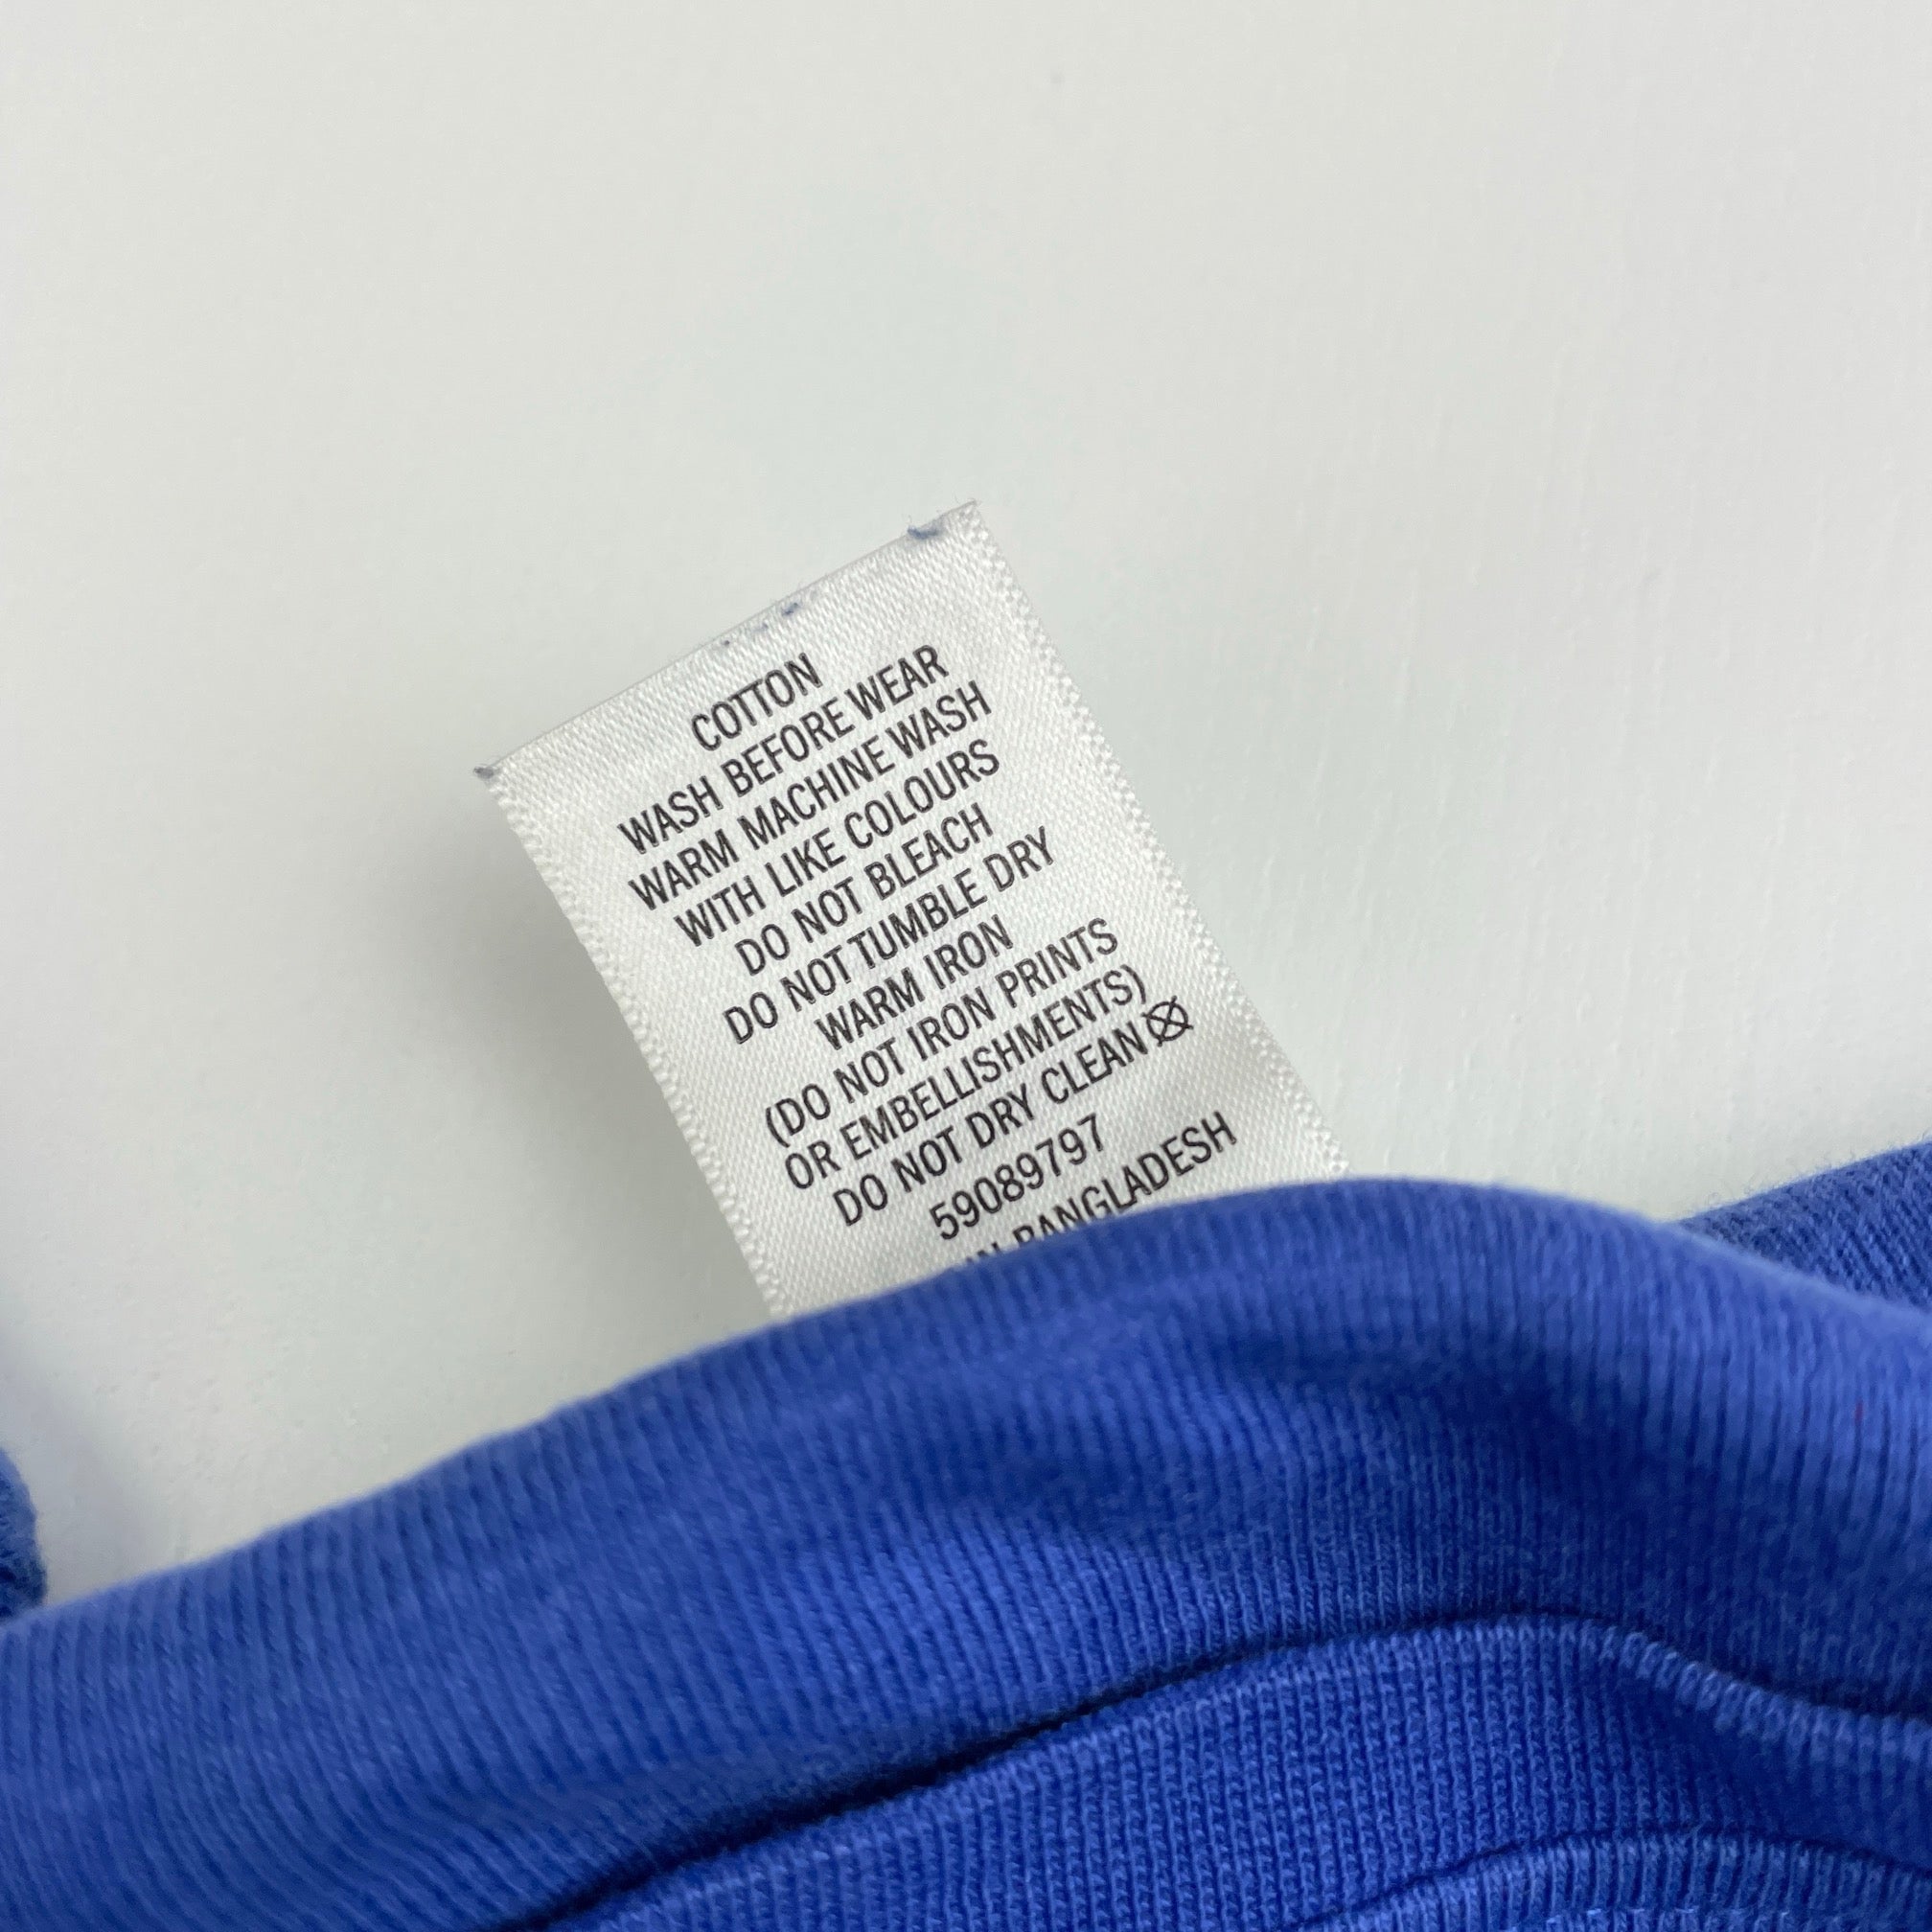 COTTON
WASH BEFORE WEAR
WARM MACHINE WASH
WITH LIKE COLOURS
DO NOT BLEACH
DO NOT TUMBLE DRY
WARM IRON
(DO NOT IRON PRINTS
OR EMBELLISHMENTS)
DO NOT DRY CLEAN
59089797
IN BANGLADESH